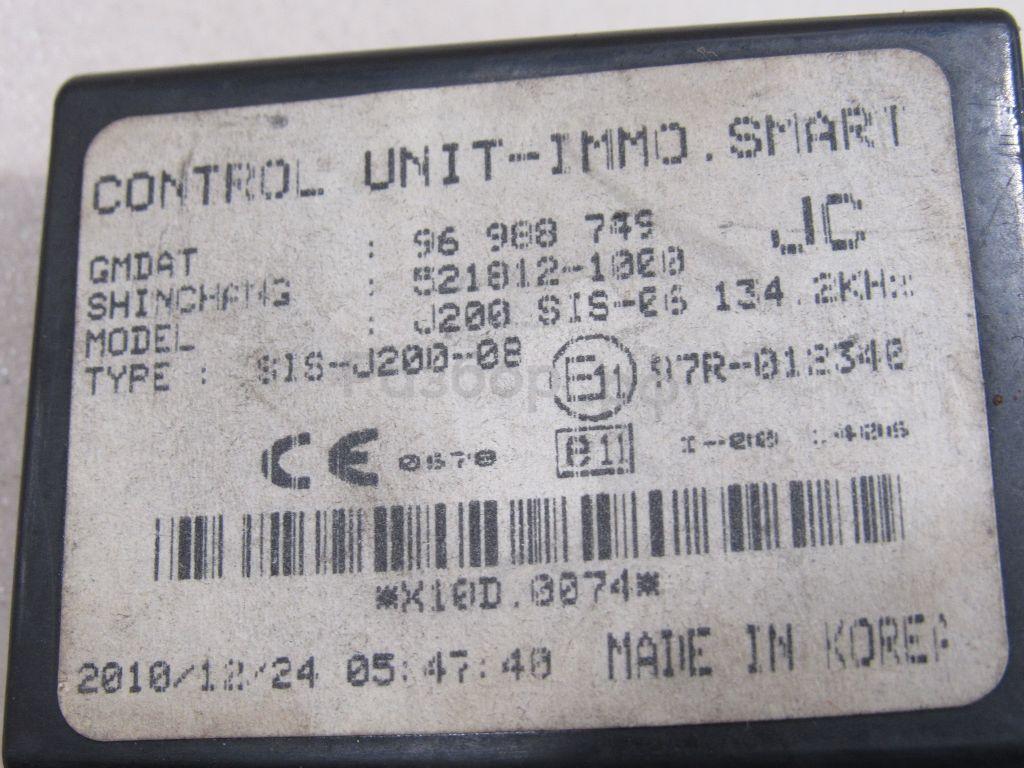 CONTROL UNIT-IMMO.SMART
GMDAT : 96 988 749 JC
SHINCHANG : 521812-1000
MODEL : J200 SIS-06 134.2KHz
TYPE : SIS-J200-08 E11 97R-012340
CE 0678 e11
*X10D.0074*
2010/12/24 05:47:40 MADE IN KOREA